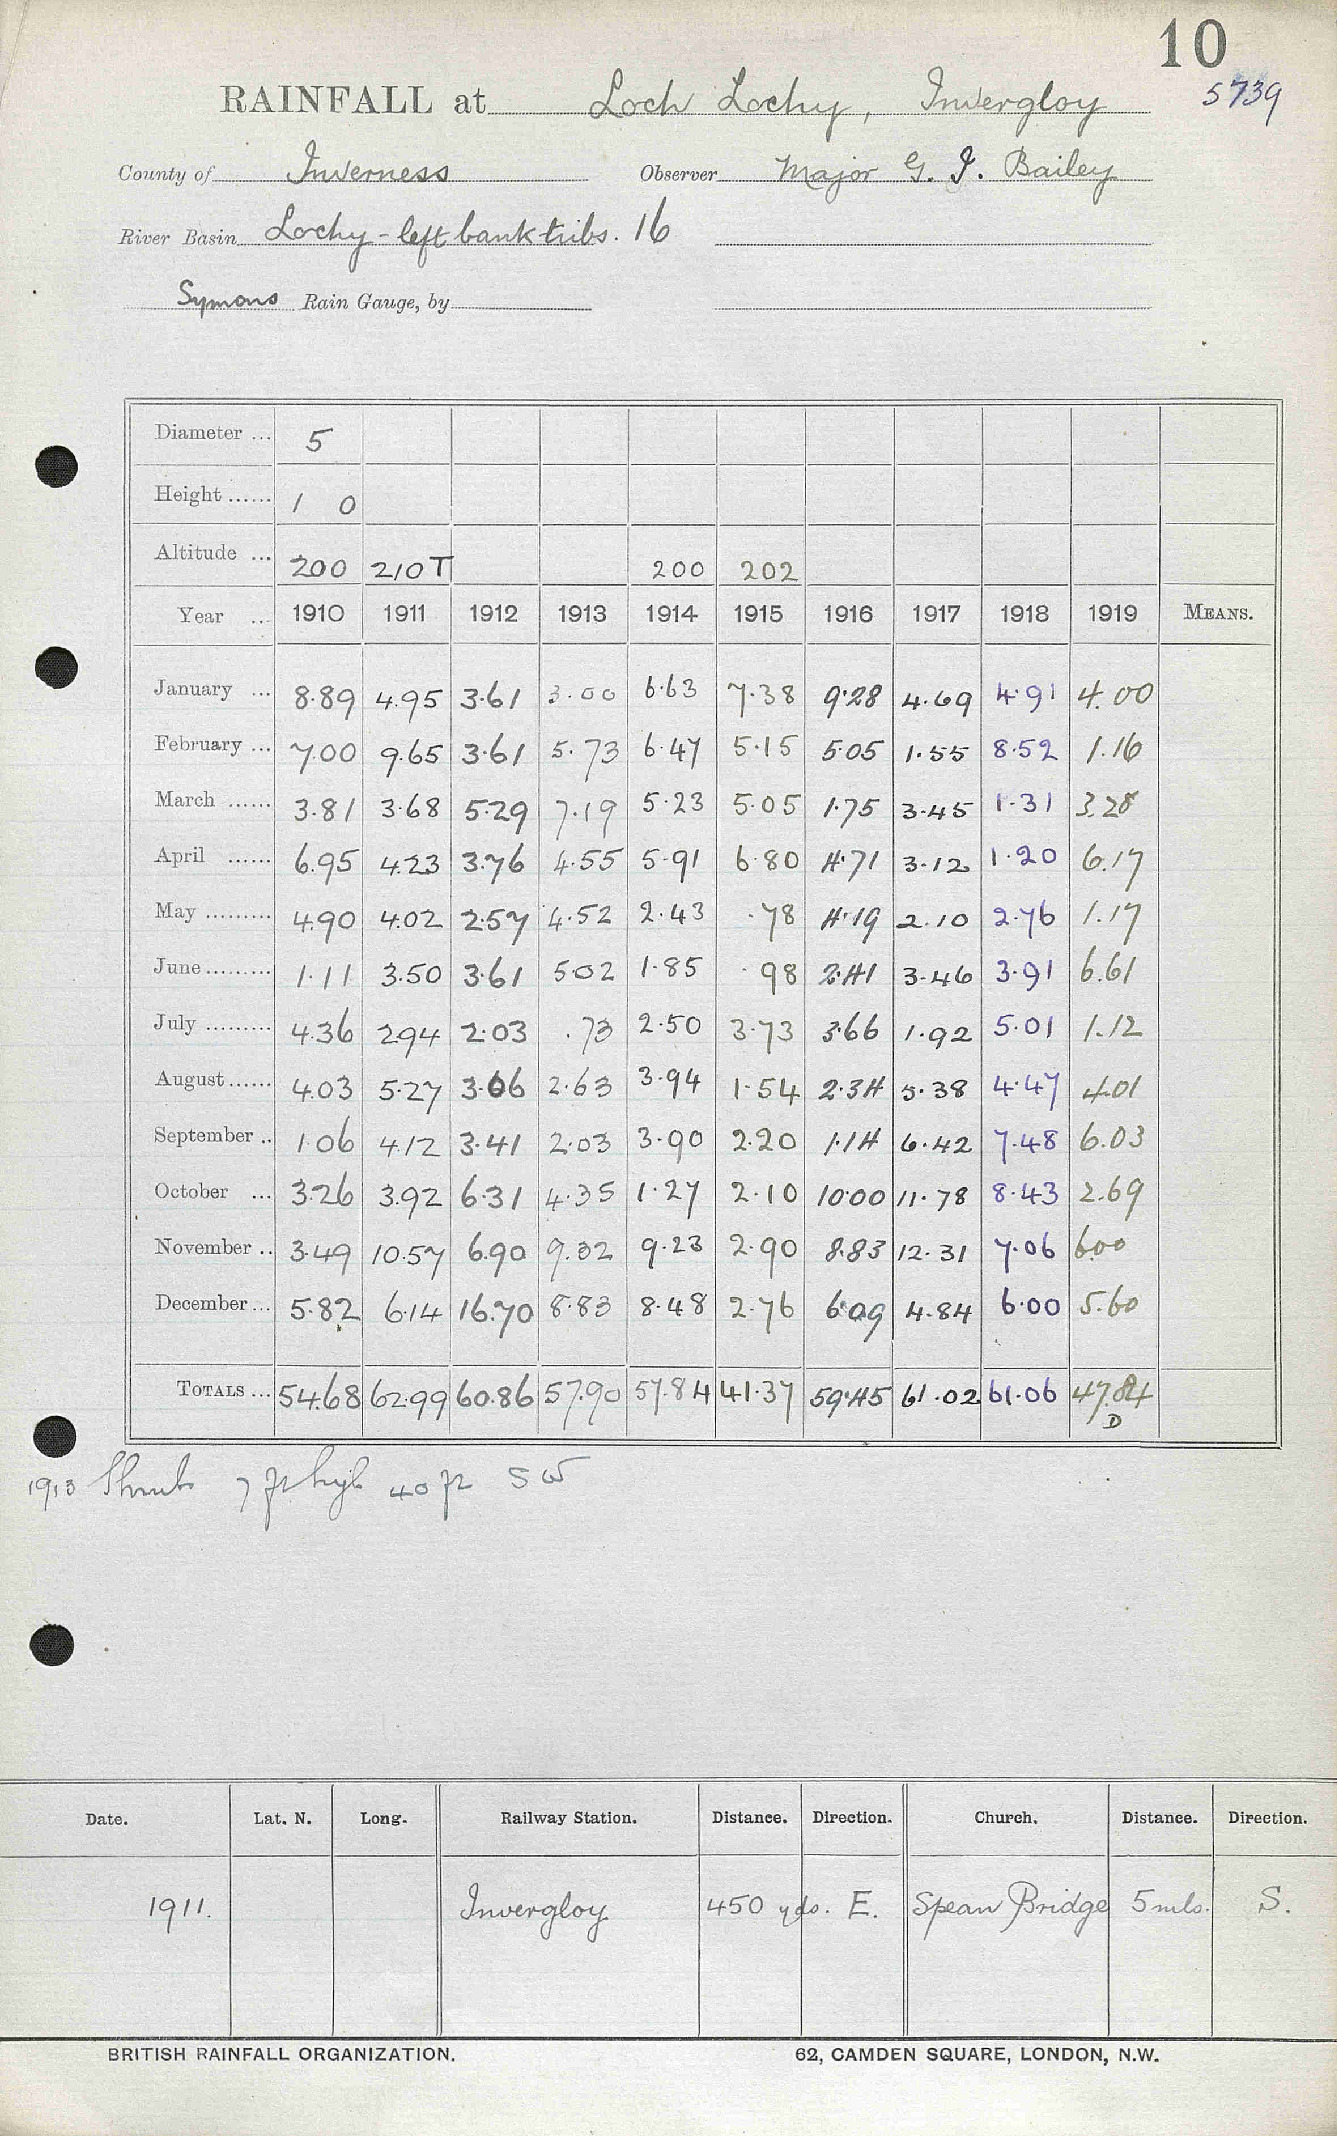 10
RAINFALL at Loch Lochy, Invergloy 5739
County of Inverness Observer Major G. J. Bailey
River Basin Lochy - left bank tribs. 16
Symons Rain Gauge, by
Diameter ... 5
Height ...... 1 0
Altitude ... 200 210T 200 202
Year ... 1910 1911 1912 1913 1914 1915 1916 1917 1918 1919 MEANS.
January ... 8.89 4.95 3.61 3.00 6.63 7.38 9.28 4.69 4.91 4.00
February ... 7.00 9.65 3.61 5.73 6.47 5.15 5.05 1.55 8.52 1.16
March ...... 3.81 3.68 5.29 7.19 5.23 5.05 1.75 3.45 1.31 3.28
April ...... 6.95 4.23 3.76 4.55 5.91 6.80 4.71 3.12 1.20 6.17
May ......... 4.90 4.02 2.57 4.52 2.43 .78 4.19 2.10 2.76 1.17
June ......... 1.11 3.50 3.61 5.02 1.85 .98 2.41 3.46 3.91 6.61
July ......... 4.36 2.94 2.03 .73 2.50 3.73 3.66 1.92 5.01 1.12
August ...... 4.03 5.27 3.06 2.63 3.94 1.54 2.34 5.38 4.47 4.01
September .. 1.06 4.12 3.41 2.03 3.90 2.20 1.14 6.42 7.48 6.03
October ... 3.26 3.92 6.31 4.35 1.27 2.10 10.00 11.78 8.43 2.69
November .. 3.49 10.57 6.90 9.32 9.23 2.90 8.83 12.31 7.06 6.00
December ... 5.82 6.14 16.70 8.83 8.48 2.76 6.09 4.84 6.00 5.60
TOTALS ... 54.68 62.99 60.86 57.90 57.84 41.37 59.45 61.02 61.06 47.84
D
1913 Shrub 7 ft high 40 ft SW
Date. Lat. N. Long. Railway Station. Distance. Direction. Church. Distance. Direction.
1911. Invergloy 450 yds. E. Spean Bridge 5 mls. S.
BRITISH RAINFALL ORGANIZATION. 62, CAMDEN SQUARE, LONDON, N.W.